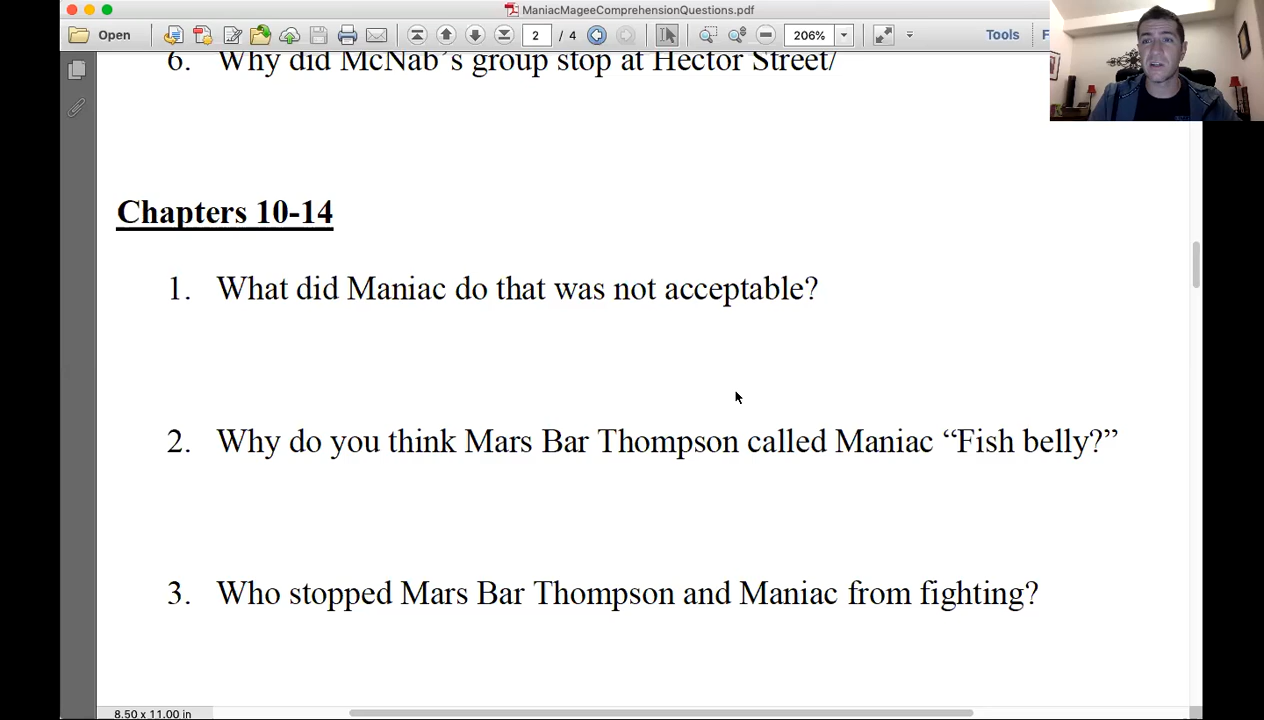 ManiacMageeComprehensionQuestions.pdf
Open 2 / 4 206% Tools F
6. Why did McNab's group stop at Hector Street/
Chapters 10-14
1. What did Maniac do that was not acceptable?
2. Why do you think Mars Bar Thompson called Maniac “Fish belly?”
3. Who stopped Mars Bar Thompson and Maniac from fighting?
8.50 x 11.00 in